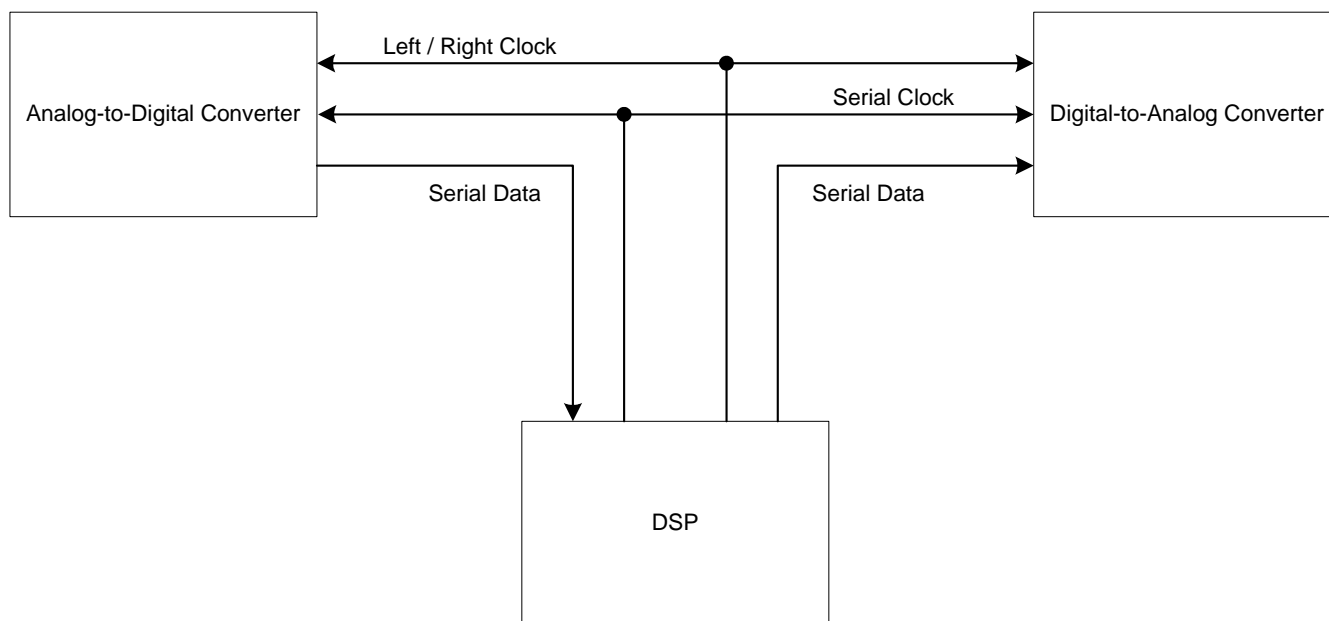 Left / Right Clock
Analog-to-Digital Converter
Serial Clock
Digital-to-Analog Converter
Serial Data
Serial Data
DSP